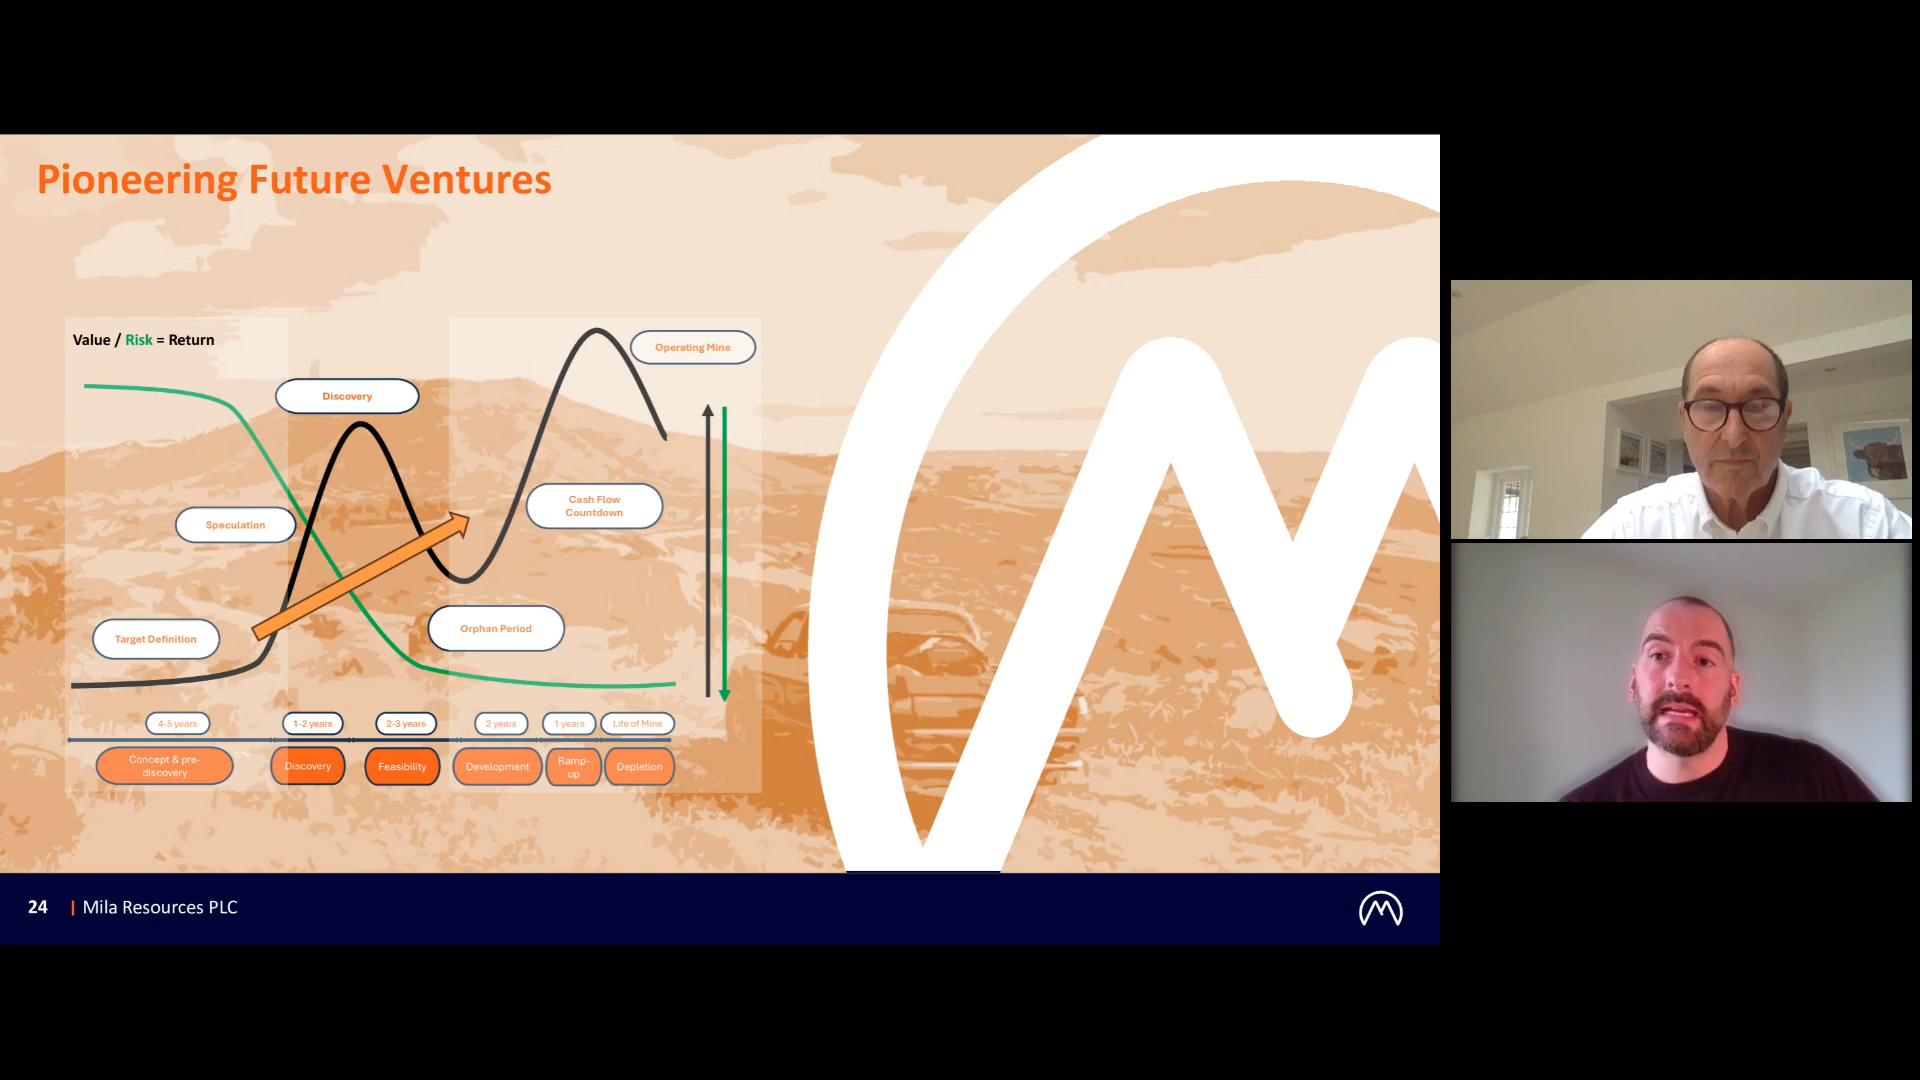 Pioneering Future Ventures
Value / Risk = Return
Operating Mine
Discovery
Cash Flow
Countdown
Speculation
Orphan Period
Target Definition
4-5 years
1-2 years
2-3 years
2 years
1 years
Life of Mine
Concept & pre-
discovery
Discovery
Feasibility
Development
Ramp-
up
Depletion
24 | Mila Resources PLC